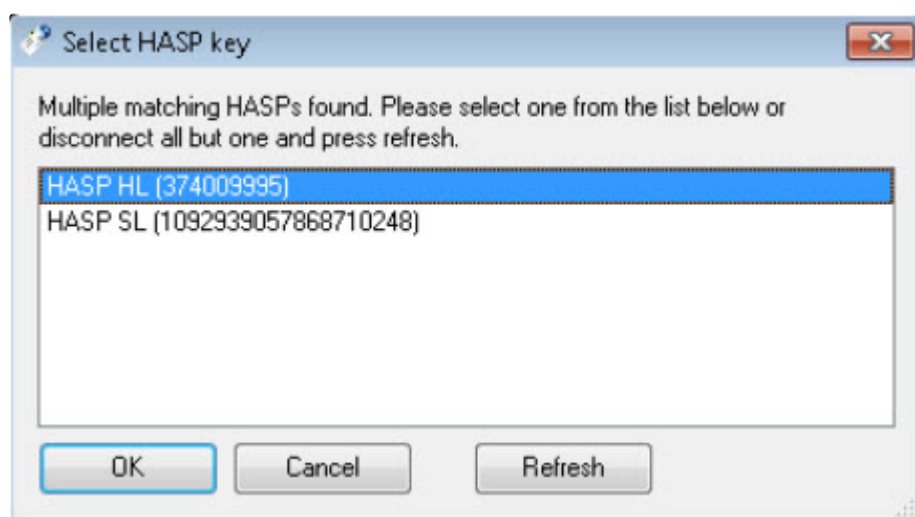 Select HASP key
Multiple matching HASPs found. Please select one from the list below or
disconnect all but one and press refresh.
HASP HL (374009995)
HASP SL (1092939057868710248)
OK Cancel Refresh